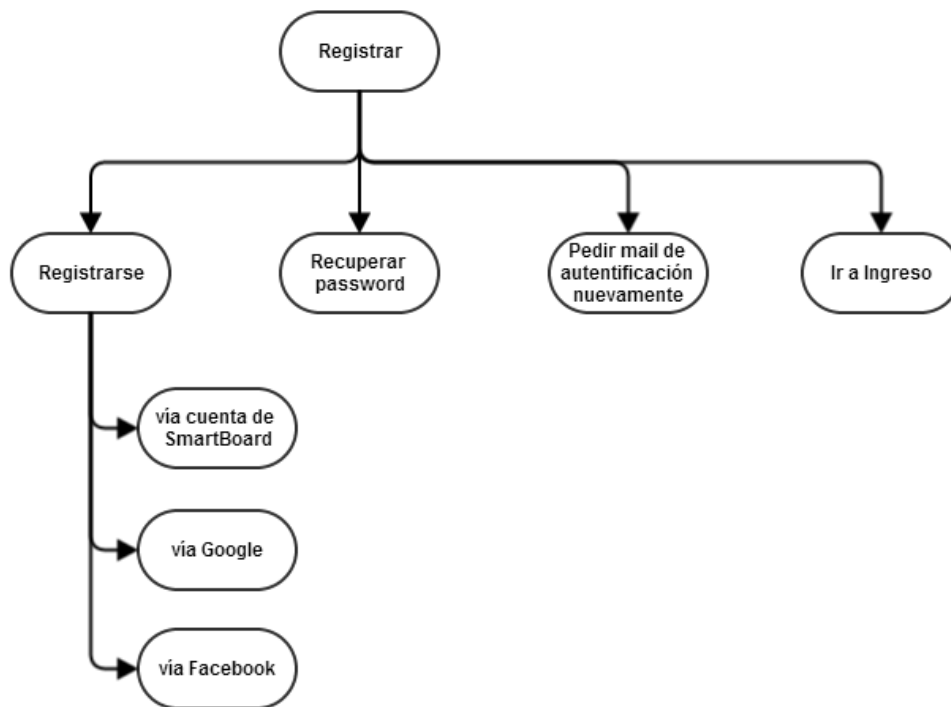 Registrar
Registrarse
Recuperar
password
Pedir mail de
autentificación
nuevamente
Ir a Ingreso
vía cuenta de
SmartBoard
vía Google
vía Facebook